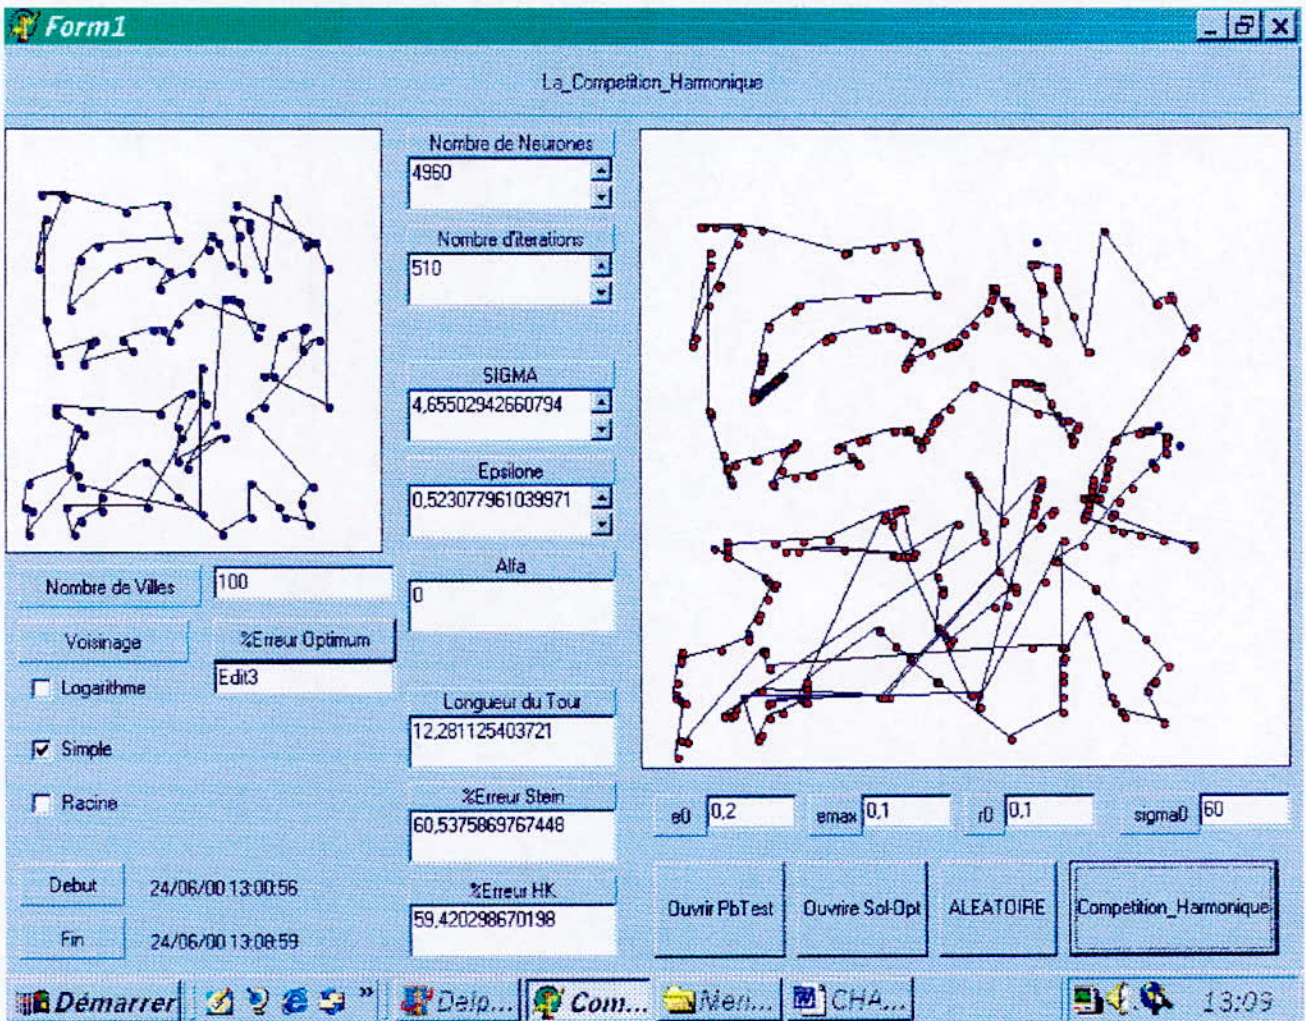 Form1
La_Competition_Harmonique
Nombre de Neurones
4960
Nombre d'iterations
510
SIGMA
4,65502942660794
Epsilone
0,523077961039971
Alfa
0
Nombre de Villes
100
Voisinage
%Erreur Optimum
Edit3
Logarithme
Simple
Racine
Longueur du Tour
12,281125403721
%Erreur Stein
60,5375869767448
%Erreur HK
59,420298670198
e0
0,2
emax
0,1
r0
0,1
sigma0
60
Debut
24/06/00 13:00:56
Fin
24/06/00 13:08:59
Ouvrir PbTest
Ouvrire Sol-Opt
ALEATOIRE
Competition_Harmonique
Démarrer
»
Delp...
Com...
Mem...
CHA...
13:09